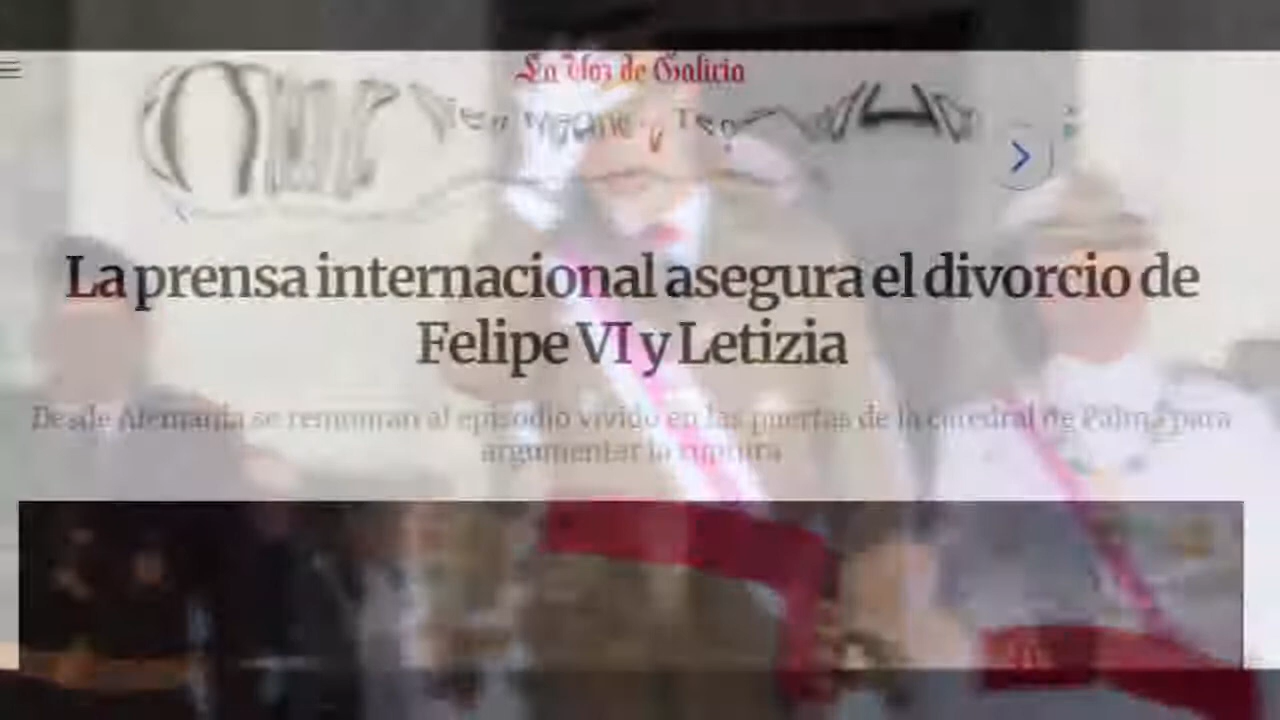 La Voz de Galicia
La prensa internacional asegura el divorcio de
Felipe VI y Letizia
Desde Alemania se remontan al episodio vivido en las puertas de la catedral de Palma para
argumentar la ruptura